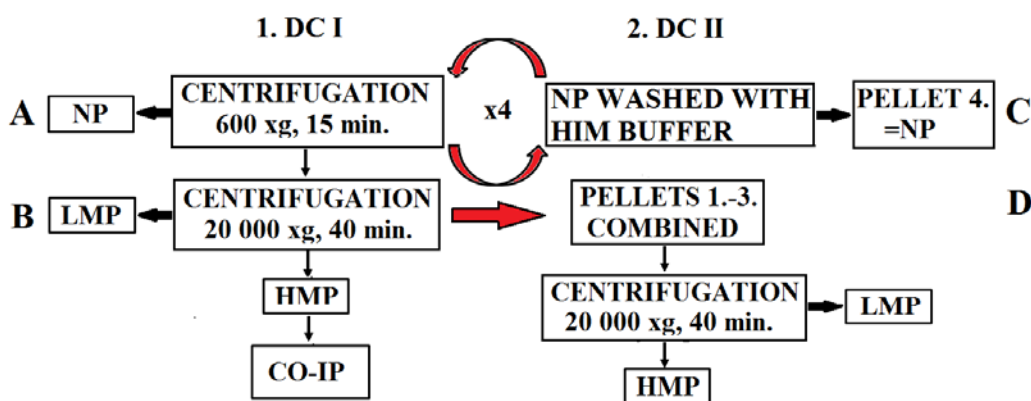 1. DC I
2. DC II
A
NP
CENTRIFUGATION
600 xg, 15 min.
x4
NP WASHED WITH
HIM BUFFER
PELLET 4.
=NP
C
B
LMP
CENTRIFUGATION
20 000 xg, 40 min.
PELLETS 1.-3.
COMBINED
D
HMP
CENTRIFUGATION
20 000 xg, 40 min.
LMP
CO-IP
HMP